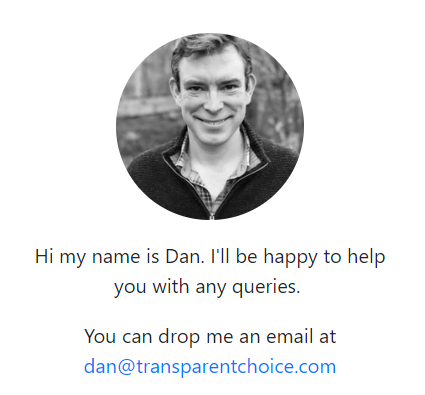 Hi my name is Dan. I'll be happy to help
you with any queries.
You can drop me an email at
dan@transparentchoice.com